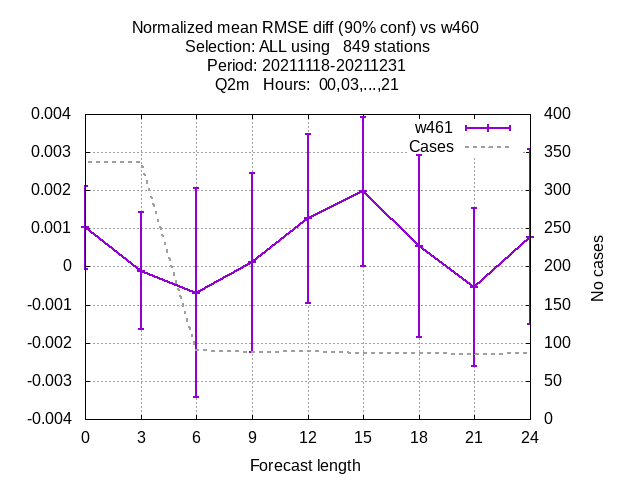 Normalized mean RMSE diff (90% conf) vs w460
Selection: ALL using   849 stations
Period: 20211118-20211231
Q2m   Hours:  00,03,...,21
w461
Cases
0.004
0.003
0.002
0.001
0
-0.001
-0.002
-0.003
-0.004
400
350
300
250
200
150
100
50
0
No cases
0 3 6 9 12 15 18 21 24
Forecast length